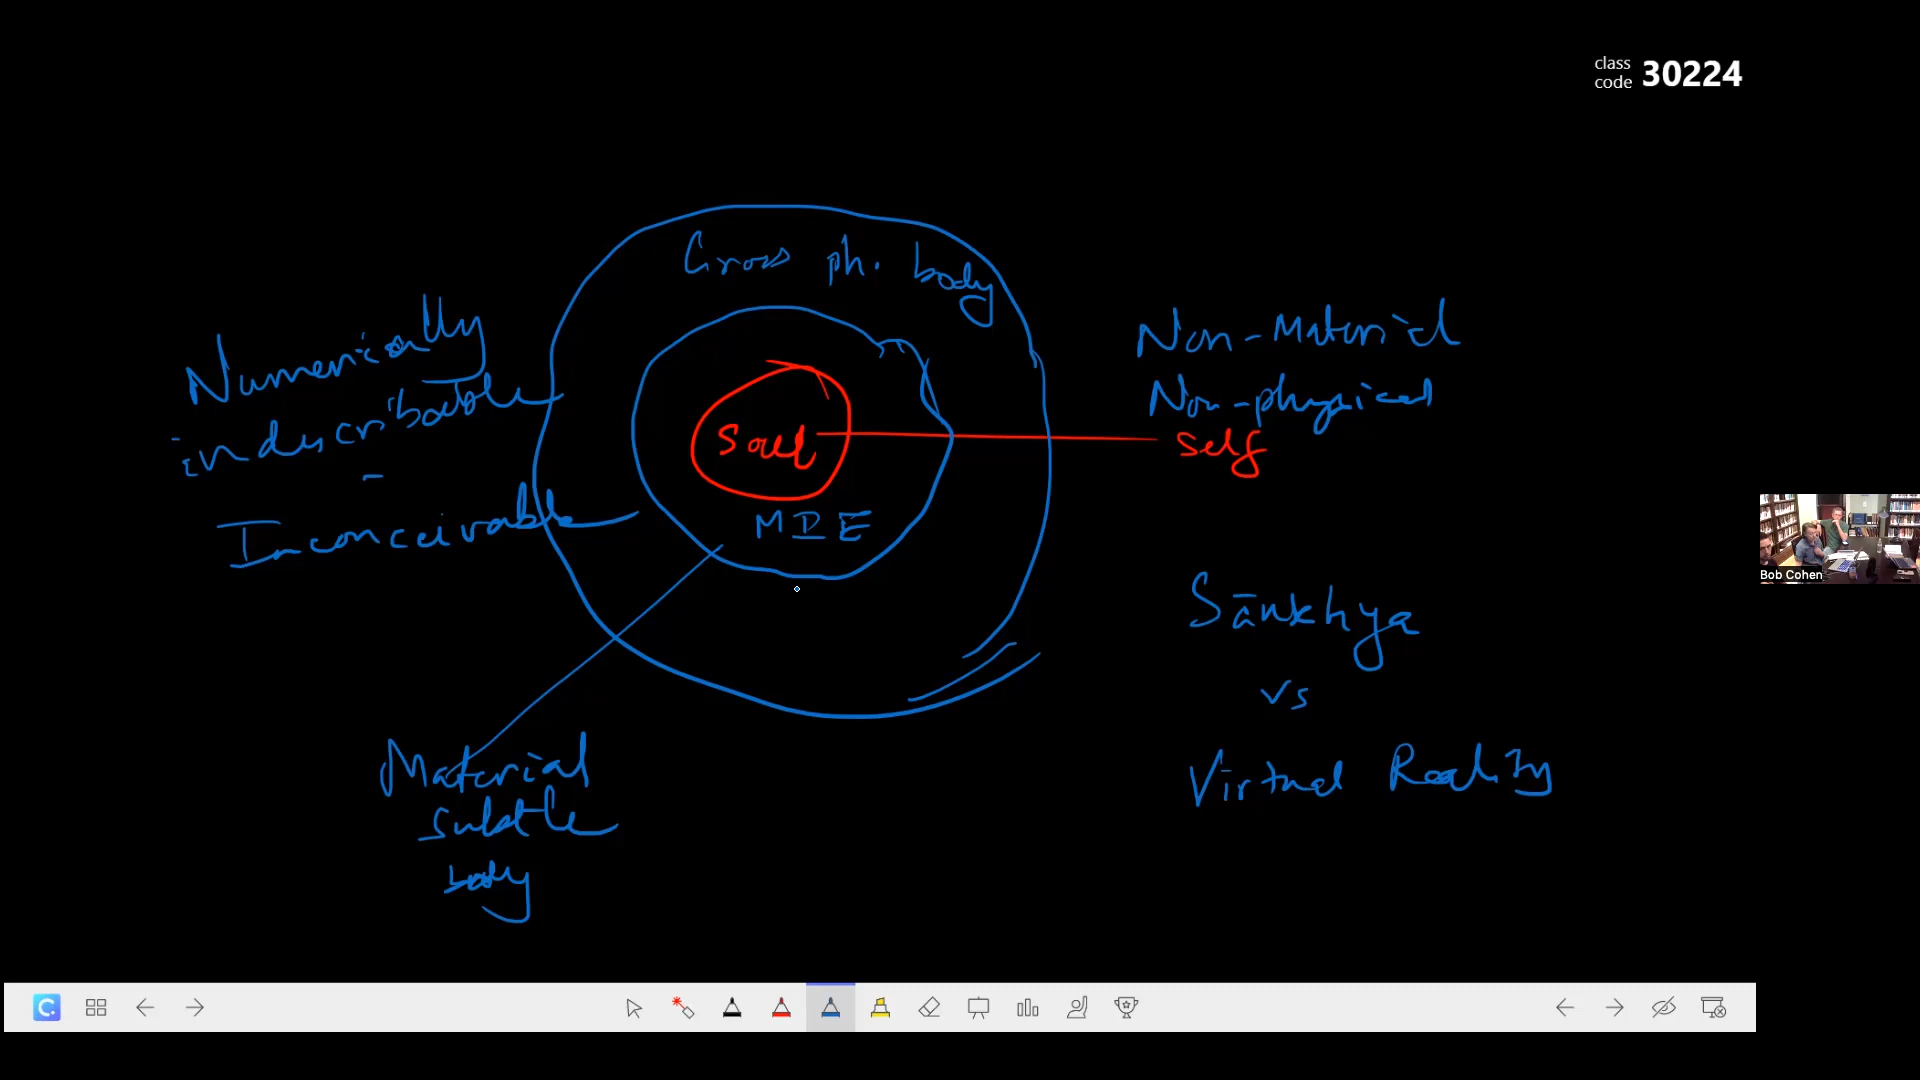 class
code 30224
Gross ph. body
Numerically
indescribable
-
Inconceivable
Soul
MIE
Non-Material
Non-physical
Self
Sānkhya
vs
Virtual Reality
Material
subtle
body
Bob Cohen
C.